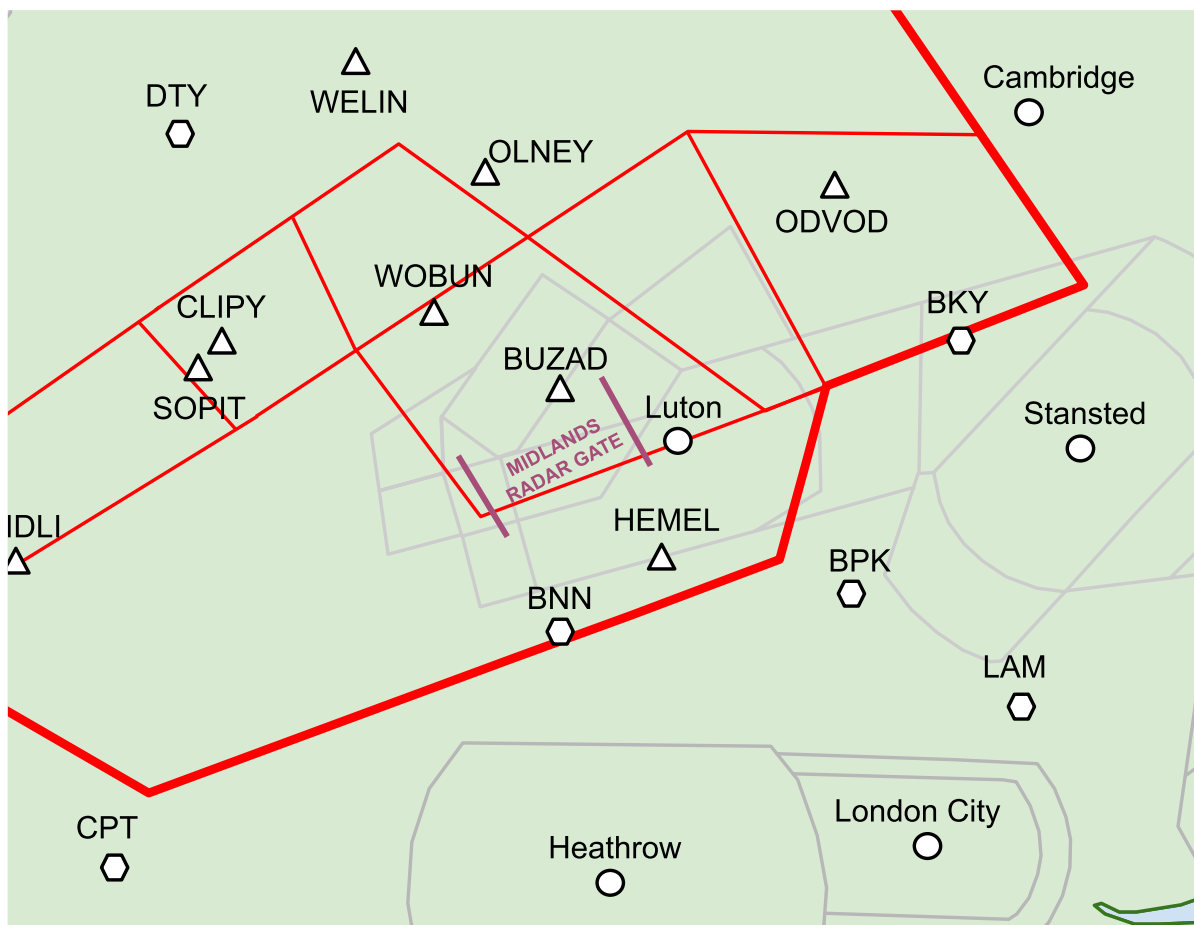 Cambridge
DTY
WELIN
OLNEY
ODVOD
WOBUN
CLIPY
BKY
BUZAD
SOPIT
Luton
Stansted
MIDLANDS
RADAR GATE
IDLI
HEMEL
BPK
BNN
LAM
CPT
London City
Heathrow